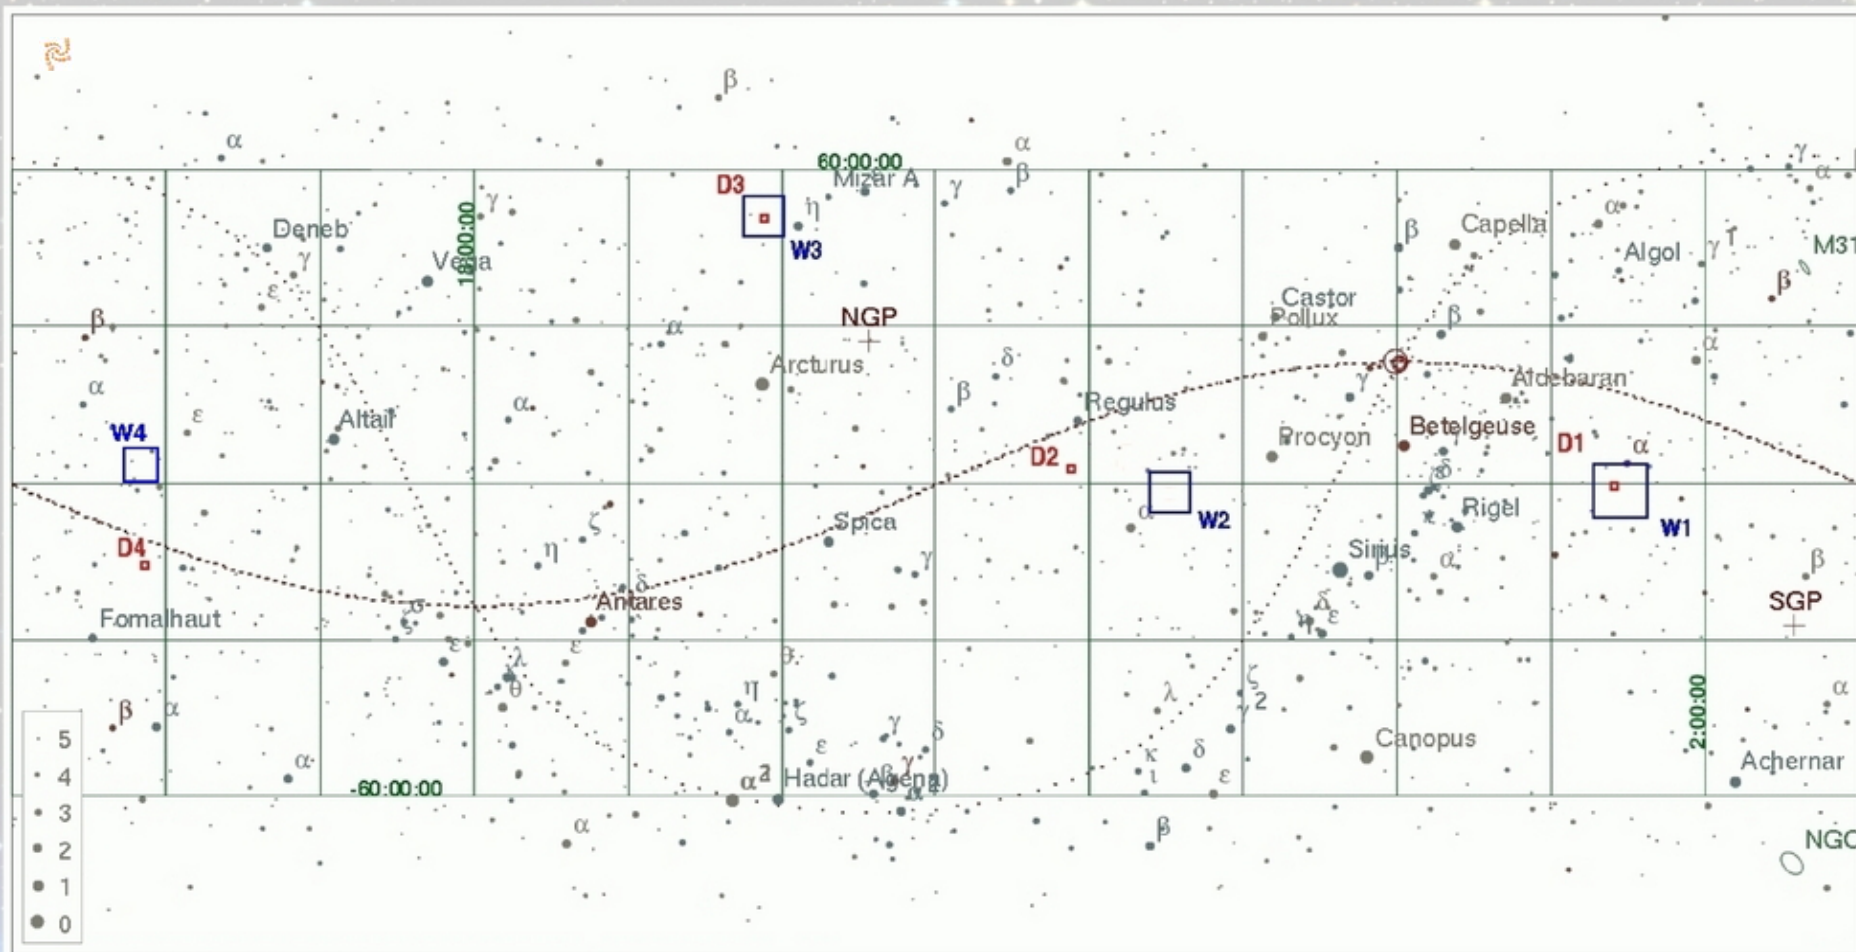 β
α
α
60:00:00
γ
Mizar A
γ
β
α
D3
γ
η
α
Capella
Deneb
18:00:00
W3
β
Algol
γ 1
M31
Vega
γ
ε
Castor
β
Pollux
β
NGP
β
α
α
δ
Arcturus
γ
Aldebaran
α
β
Regulus
ε
α
Altair
Betelgeuse
W4
Procyon
D1
α
D2
δ
ζ
Spica
α
W2
Rigel
W1
D4
η
γ
Sirius
β
α
β
δ
Antares
δ
SGP
Fomalhaut
ζ
σ
η
ε
ε
ε
λ
θ
θ
ζ
λ
η
2
γ
α
β
α
α
ζ
2:00:00
5
γ
δ
Canopus
ε
κ
δ
α
γ
Achernar
4
-60:00:00
α 2
Hadar (Agena)
ι
ε
3
α
β
NGC
2
1
0